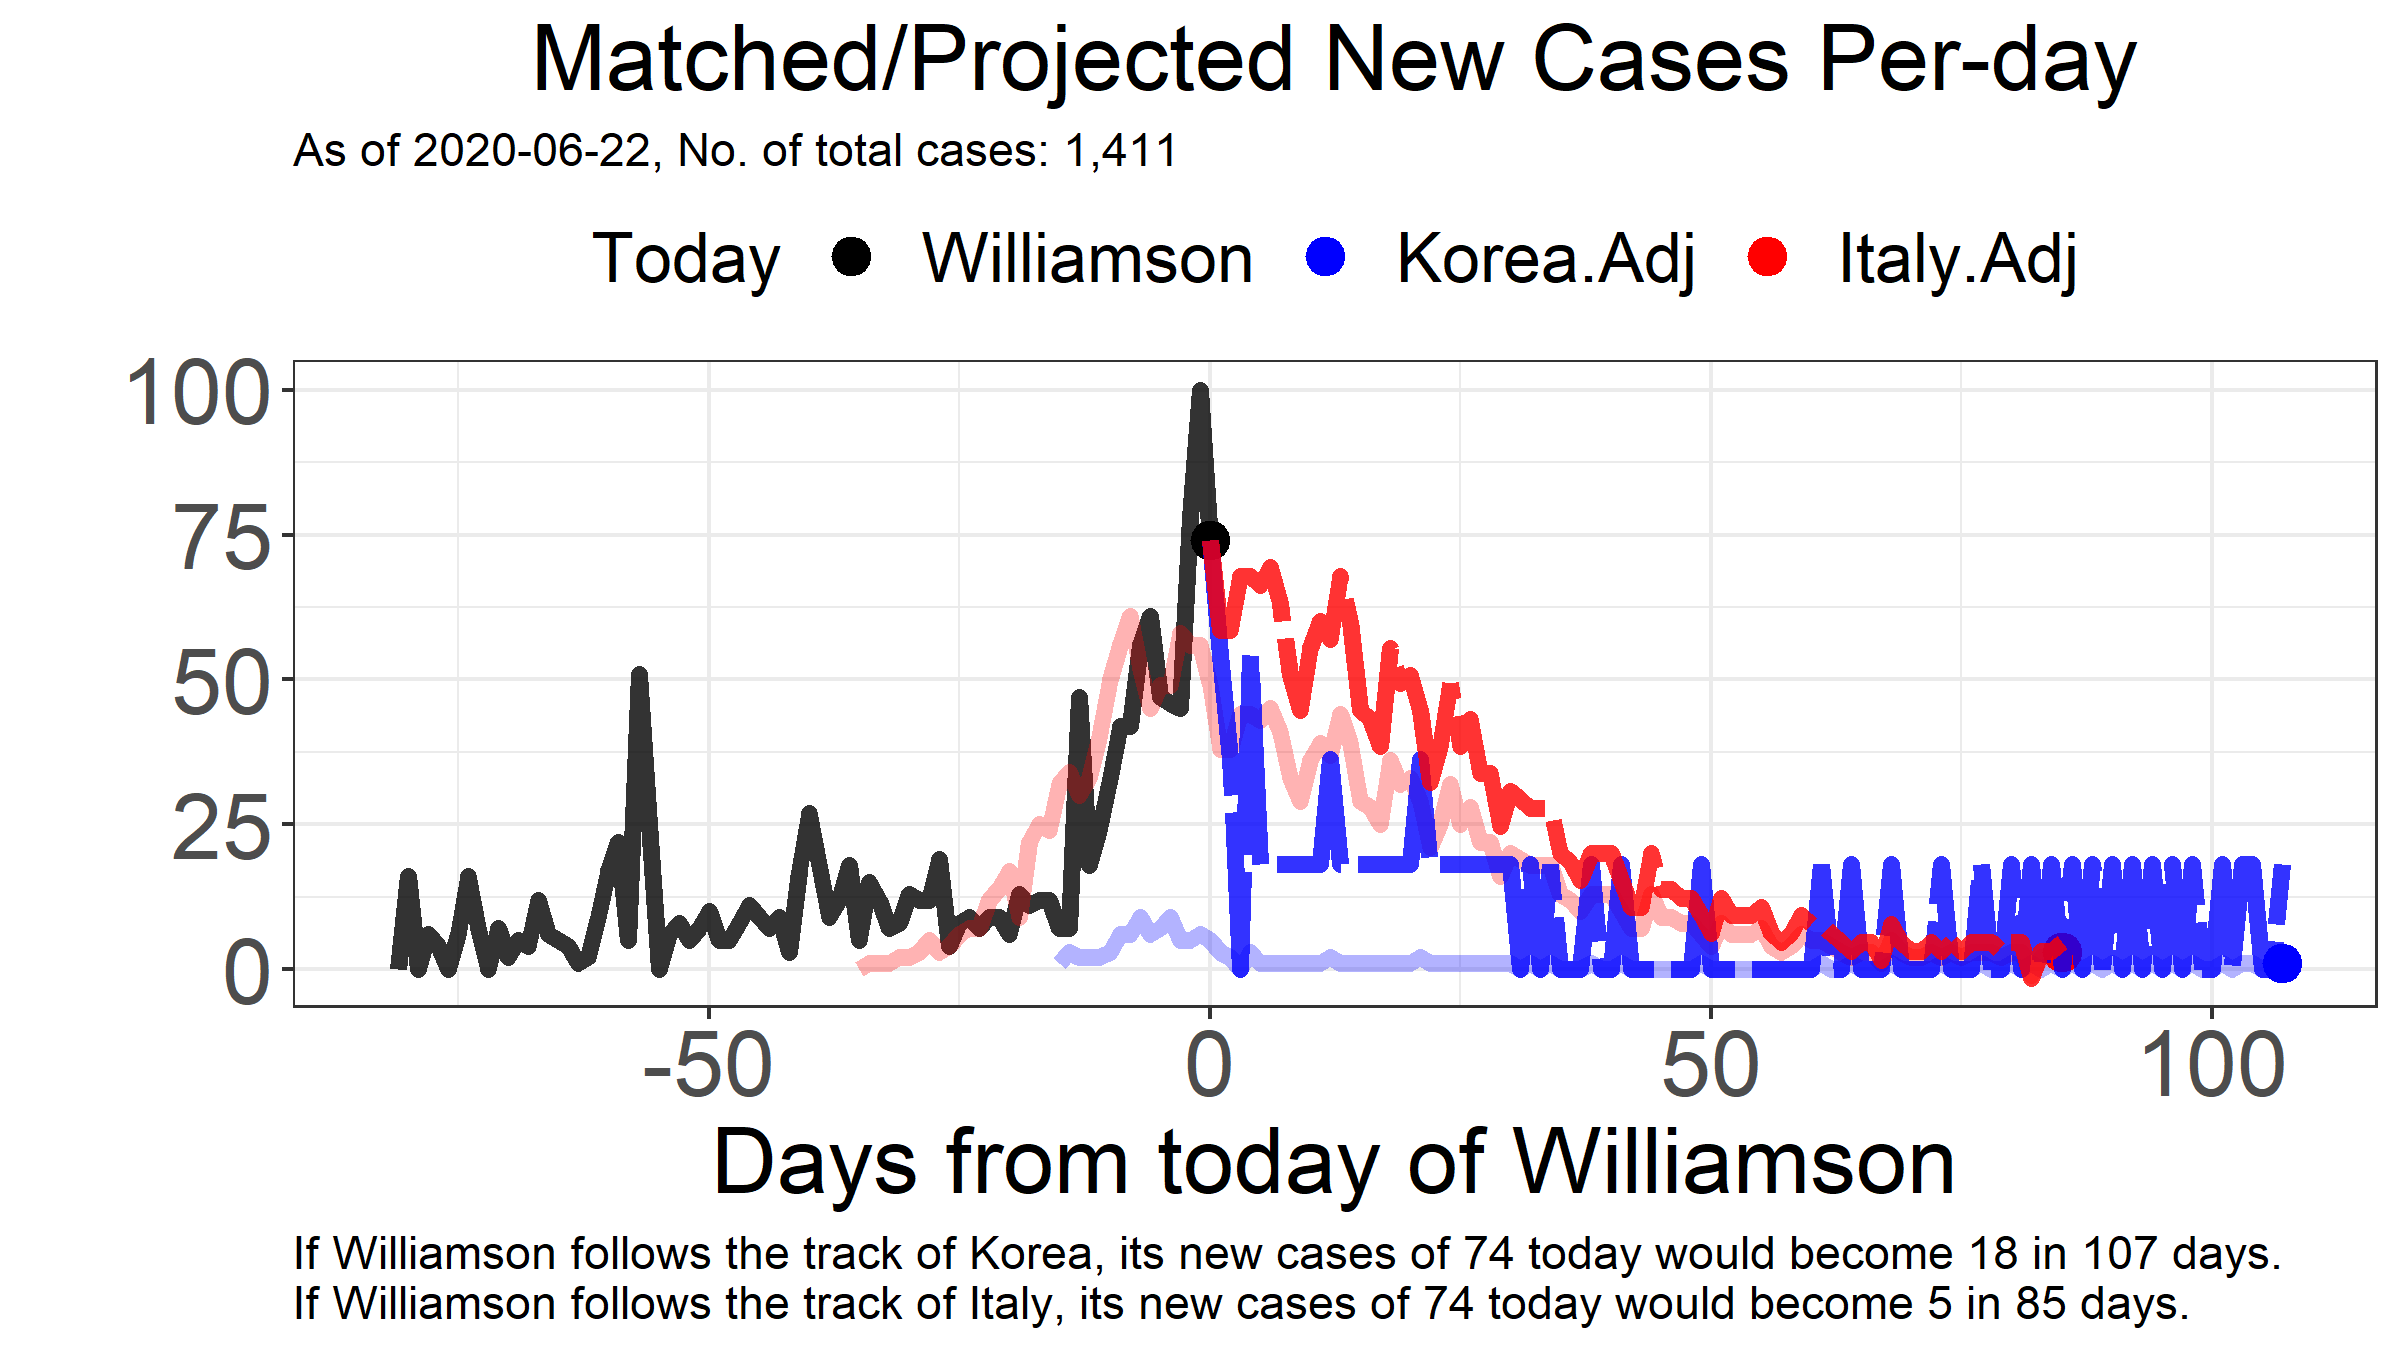 Matched/Projected New Cases Per-day
As of 2020-06-22, No. of total cases: 1,411
Today Williamson Korea.Adj Italy.Adj
100
75
50
25
0
-50 0 50 100
Days from today of Williamson
If Williamson follows the track of Korea, its new cases of 74 today would become 18 in 107 days.
If Williamson follows the track of Italy, its new cases of 74 today would become 5 in 85 days.